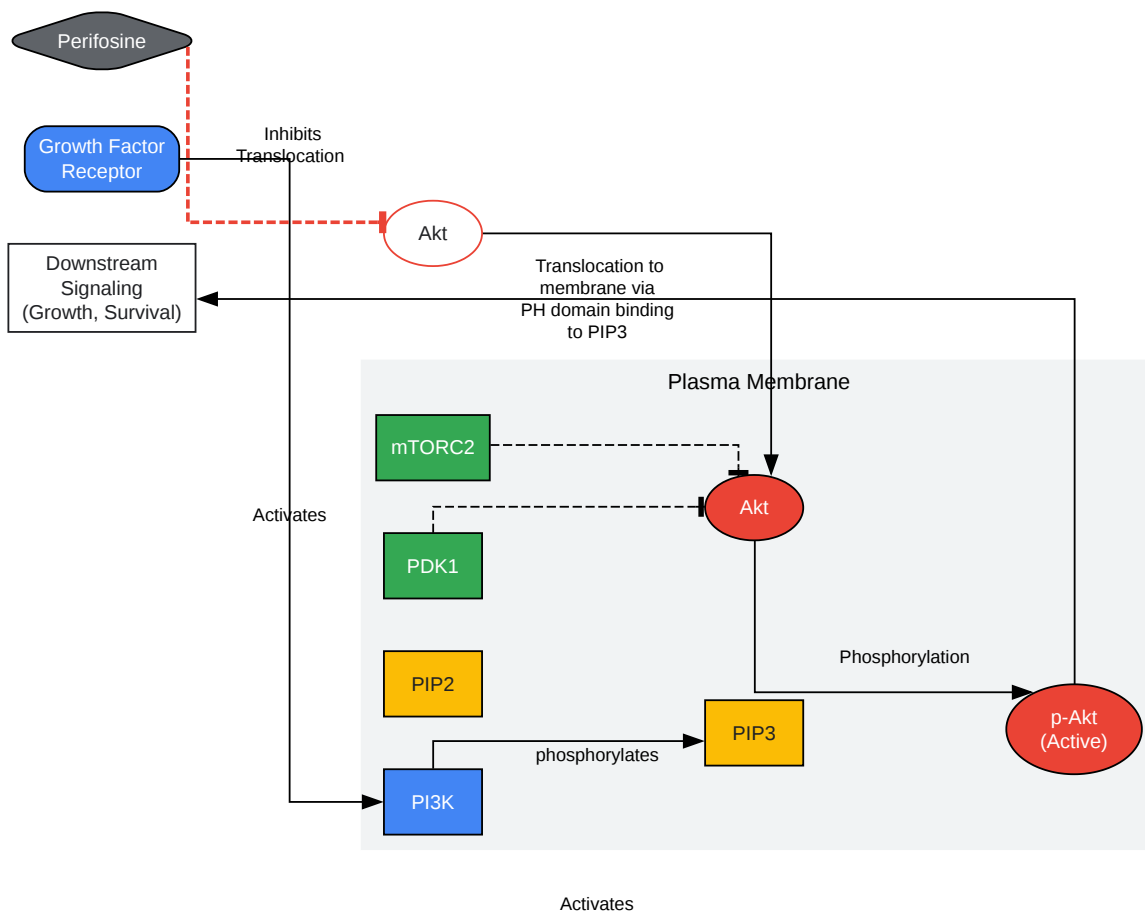 Perifosine
Inhibits
Translocation
Growth Factor
Receptor
Akt
Downstream
Signaling
(Growth, Survival)
Translocation to
membrane via
PH domain binding
to PIP3
Plasma Membrane
mTORC2
Akt
Activates
PDK1
PIP2
Phosphorylation
PIP3
p-Akt
(Active)
phosphorylates
PI3K
Activates